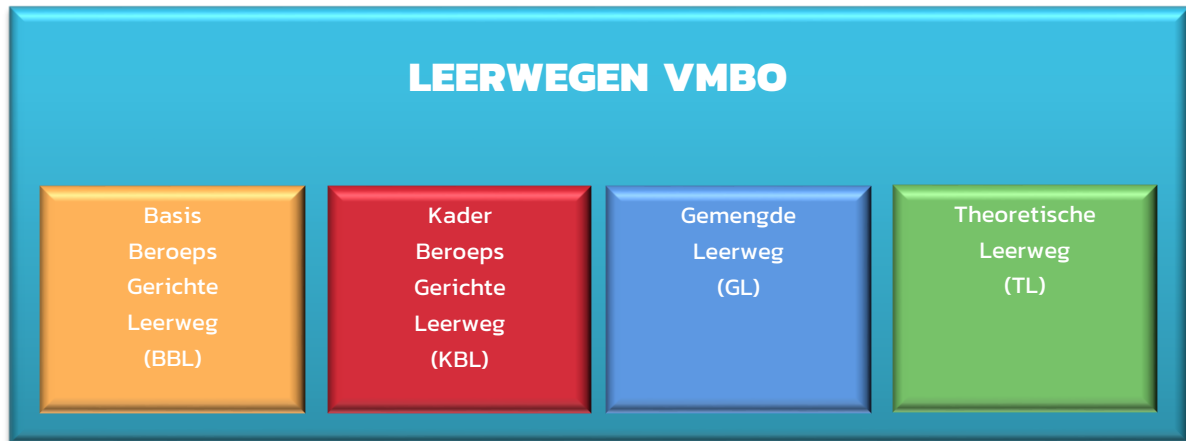 LEERWEGEN VMBO
Basis
Beroeps
Gerichte
Leerweg
(BBL)
Kader
Beroeps
Gerichte
Leerweg
(KBL)
Gemengde
Leerweg
(GL)
Theoretische
Leerweg
(TL)